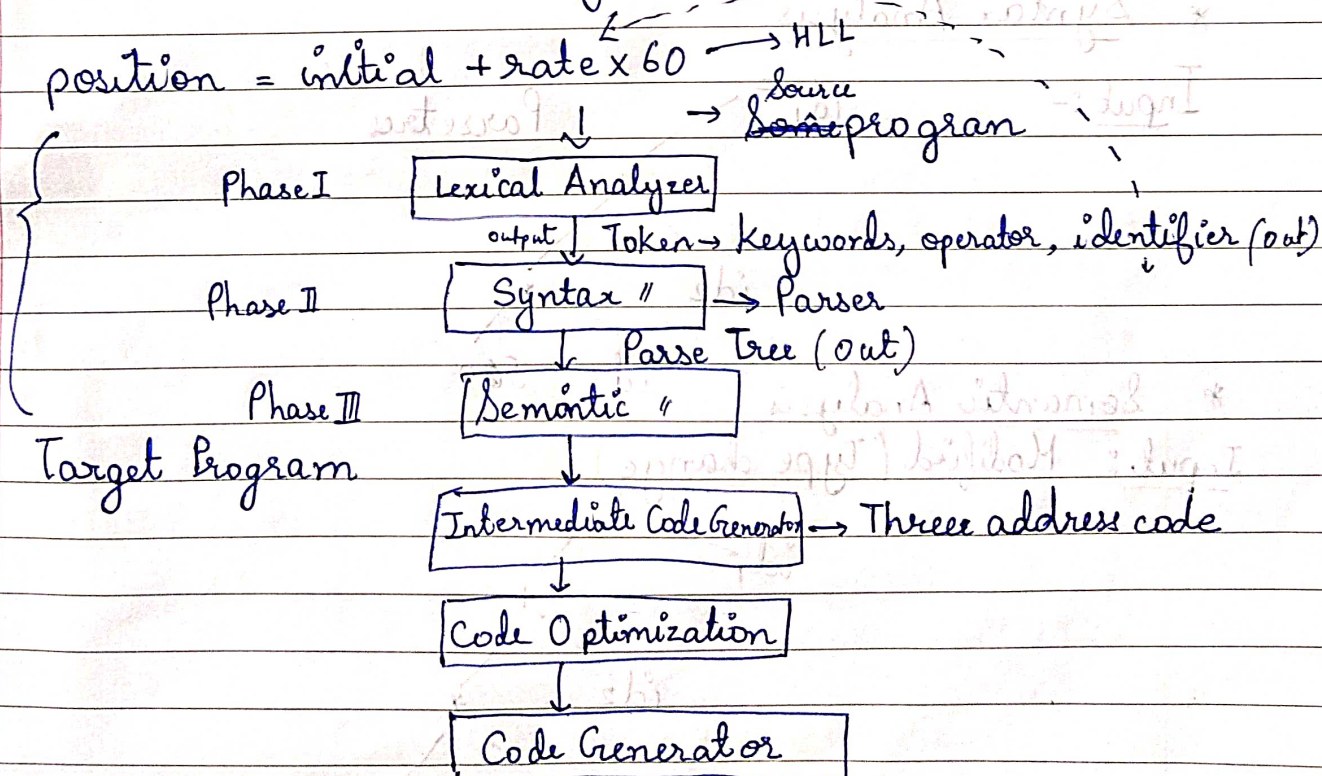 position = initial + rate x 60 → HLL
→ Source Some program
Phase I Lexical Analyzer
output Token → Keywords, operator, identifier (out)
Phase II Syntax " → Parser
Parse Tree (out)
Phase III Semantic "
Target Program
Intermediate Code Generator → Threee address code
Code Optimization
Code Generator